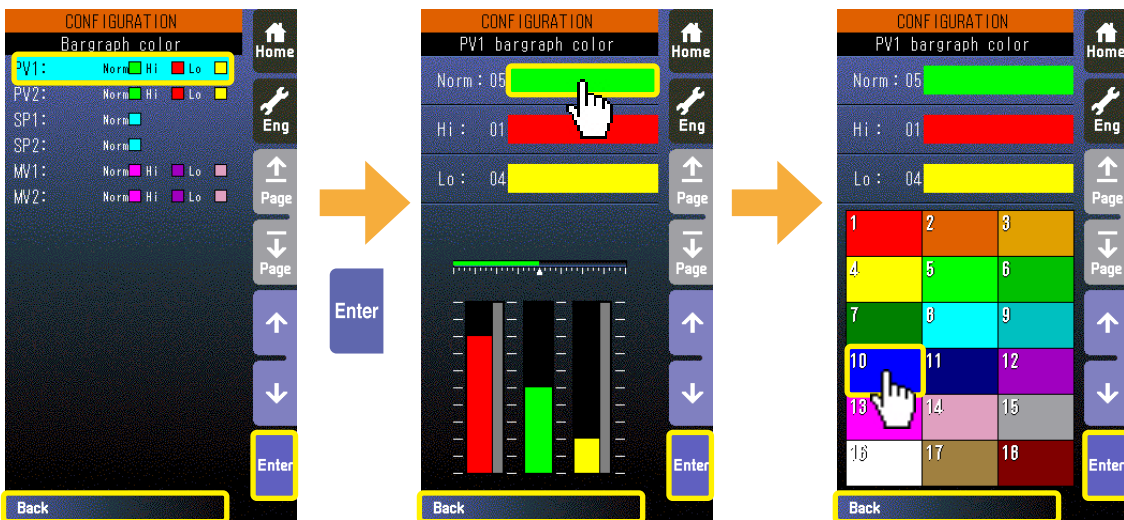 CONFIGURATION
Bargraph color
PV1: Norm Hi Lo
PV2: Norm Hi Lo
SP1: Norm
SP2: Norm
MV1: Norm Hi Lo
MV2: Norm Hi Lo
Home
Eng
Page
Page
Enter
Back
Enter
CONFIGURATION
PV1 bargraph color
Norm: 05
Hi: 01
Lo: 04
Home
Eng
Page
Page
Enter
Back
CONFIGURATION
PV1 bargraph color
Norm: 05
Hi: 01
Lo: 04
1 2 3
4 5 6
7 8 9
10 11 12
13 14 15
16 17 18
Home
Eng
Page
Page
Enter
Back